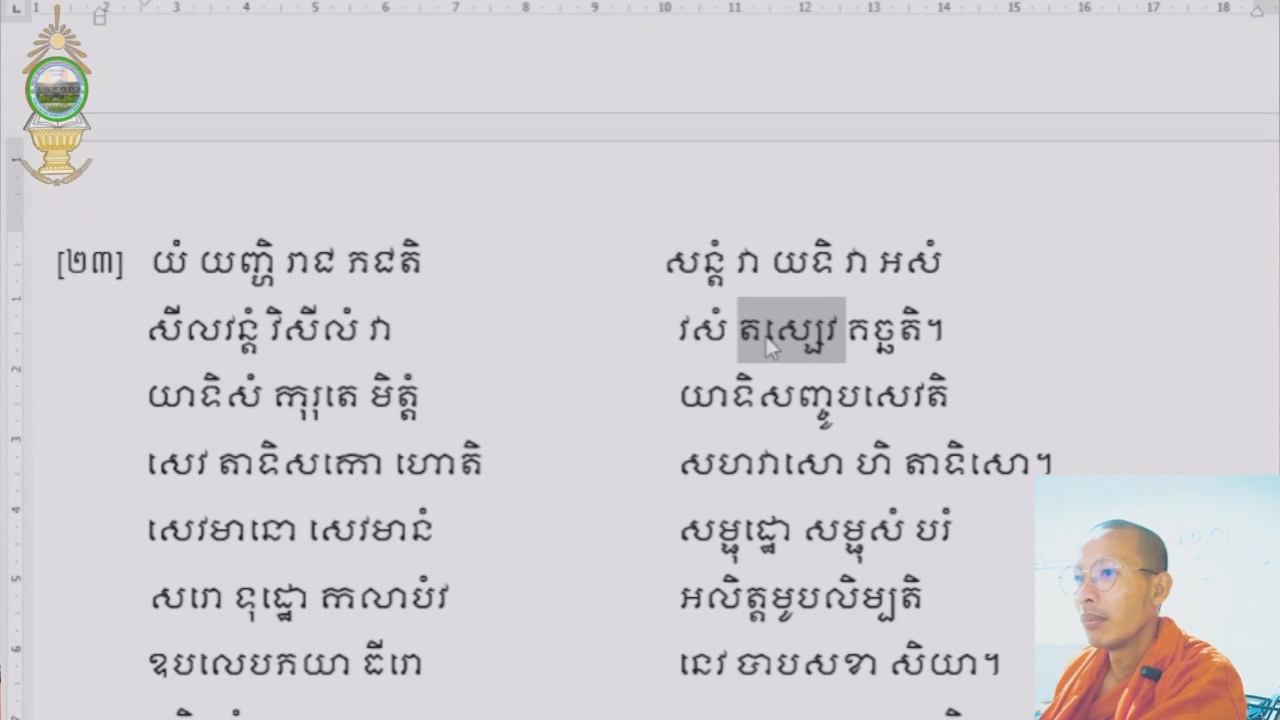 [២៣] យំ យញ្ហិ រាជ ភជតិ សន្តំ វា យទិ វា អសំ
សីលវន្តំ វិសីលំ វា វសំ តស្សេវ គច្ឆតិ។
យាទិសំ កុរុតេ មិត្តំ យាទិសញ្ចូបសេវតិ
សេវ តាទិសកោ ហោតិ សហវាសោ ហិ តាទិសោ។
សេវមានោ សេវមានំ សម្ផុដ្ឋោ សម្ផុសំ បរំ
សរោ ទុដ្ឋោ កលាបំវ អលិត្តមូបលិម្បតិ
ឧបលេបភយា ធីរោ នេវ បាបសខា សិយា។